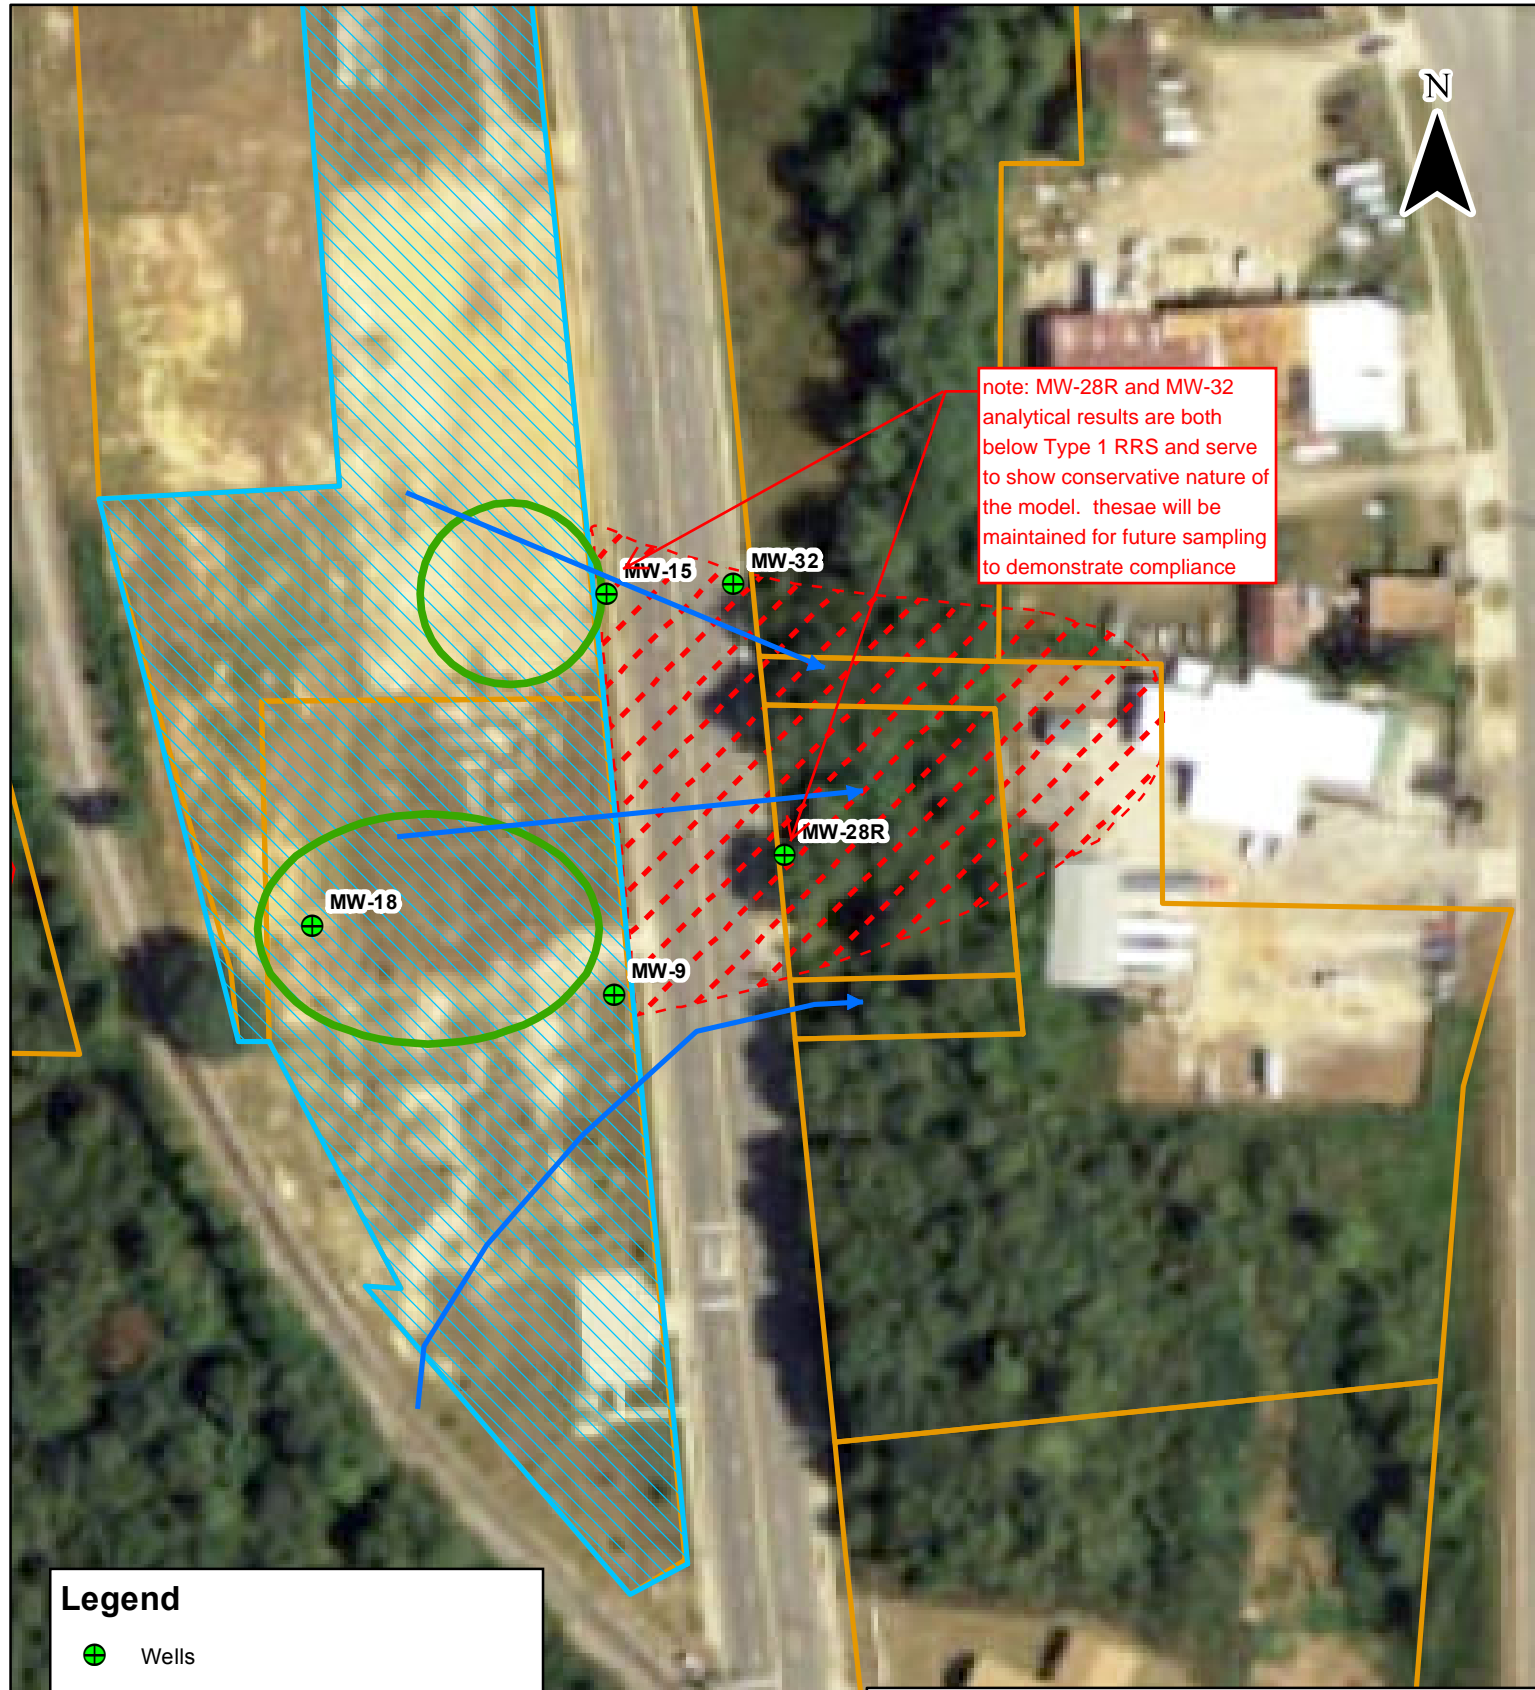 N
note: MW-28R and MW-32
analytical results are both
below Type 1 RRS and serve
to show conservative nature of
the model. thesae will be
maintained for future sampling
to demonstrate compliance
MW-15
MW-32
MW-28R
MW-18
MW-9
Legend
Wells